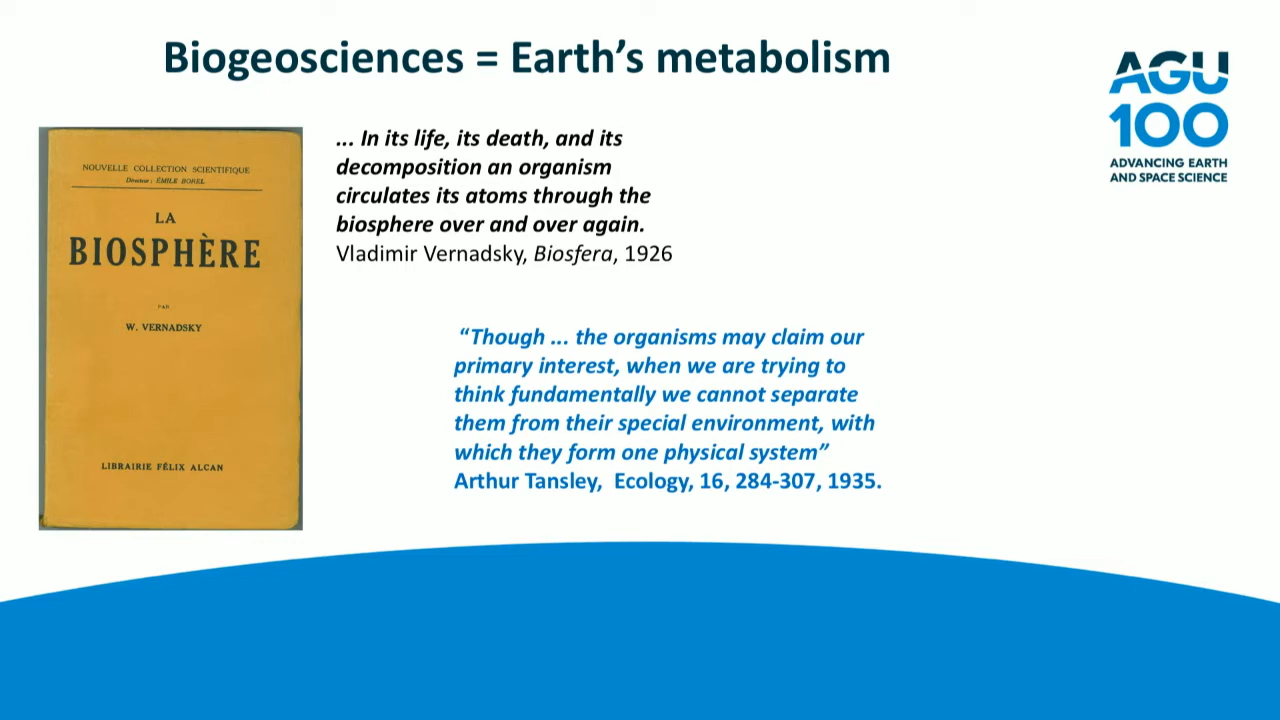 Biogeosciences = Earth's metabolism
AGU
100
ADVANCING EARTH
AND SPACE SCIENCE
NOUVELLE COLLECTION SCIENTIFIQUE
Directeur : ÉMILE BOREL
LA
BIOSPHÈRE
PAR
W. VERNADSKY
LIBRAIRIE FÉLIX ALCAN
... In its life, its death, and its
decomposition an organism
circulates its atoms through the
biosphere over and over again.
Vladimir Vernadsky, Biosfera, 1926
“Though ... the organisms may claim our
primary interest, when we are trying to
think fundamentally we cannot separate
them from their special environment, with
which they form one physical system”
Arthur Tansley, Ecology, 16, 284-307, 1935.